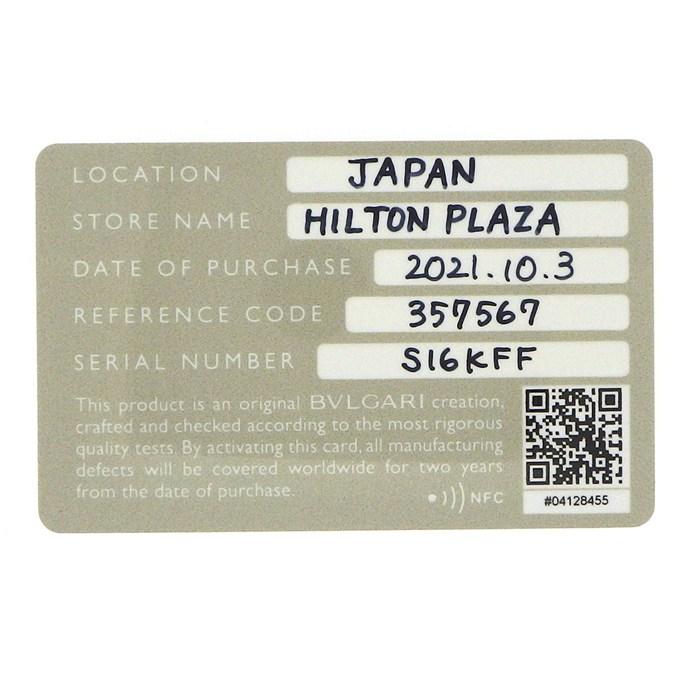 LOCATION JAPAN
STORE NAME HILTON PLAZA
DATE OF PURCHASE 2021.10.3
REFERENCE CODE 357567
SERIAL NUMBER S16KFF
This product is an original BVLGARI creation,
crafted and checked according to the most rigorous
quality tests. By activating this card, all manufacturing
defects will be covered worldwide for two years
from the date of purchase.
NFC
#04128455